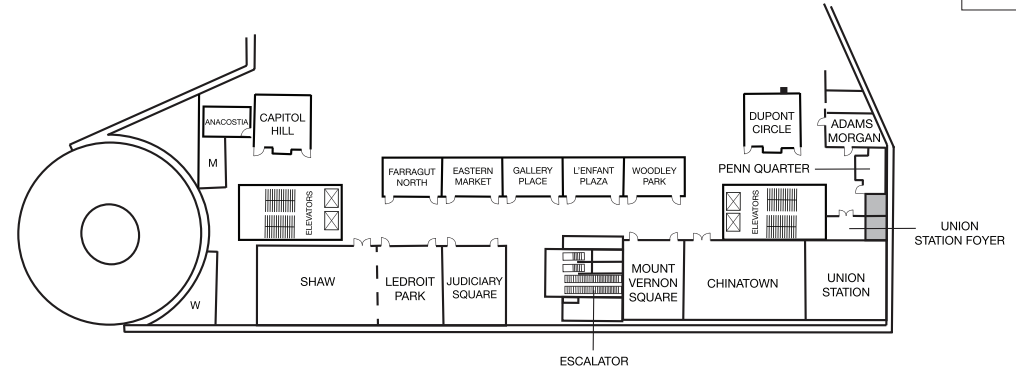 ANACOSTIA
CAPITOL
HILL
M
FARRAGUT
NORTH
EASTERN
MARKET
GALLERY
PLACE
L'ENFANT
PLAZA
WOODLEY
PARK
DUPONT
CIRCLE
ADAMS
MORGAN
PENN QUARTER
ELEVATORS
ELEVATORS
UNION
STATION FOYER
SHAW
LEDROIT
PARK
JUDICIARY
SQUARE
MOUNT
VERNON
SQUARE
CHINATOWN
UNION
STATION
W
ESCALATOR